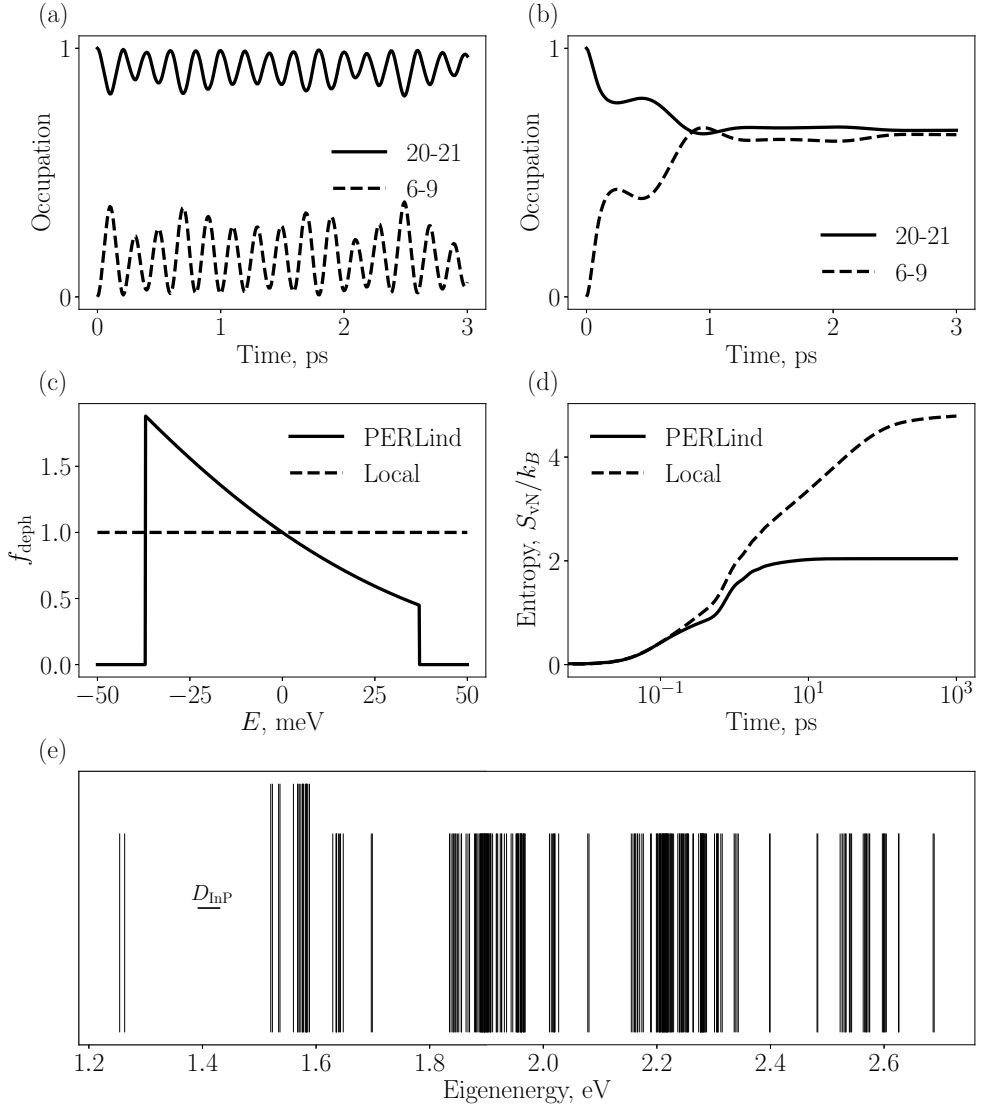 (a)
1
Occupation
20-21
6-9
0
0
1
2
3
Time, ps
(b)
1
Occupation
20-21
6-9
0
0
1
2
3
Time, ps
(c)
PERLind
Local
1.5
1.0
0.5
0.0
f_deph
−50
−25
0
25
50
E, meV
(d)
PERLind
Local
4
2
0
Entropy, S_vN/k_B
10^−1
10^1
10^3
Time, ps
(e)
D_InP
1.2
1.4
1.6
1.8
2.0
2.2
2.4
2.6
Eigenenergy, eV